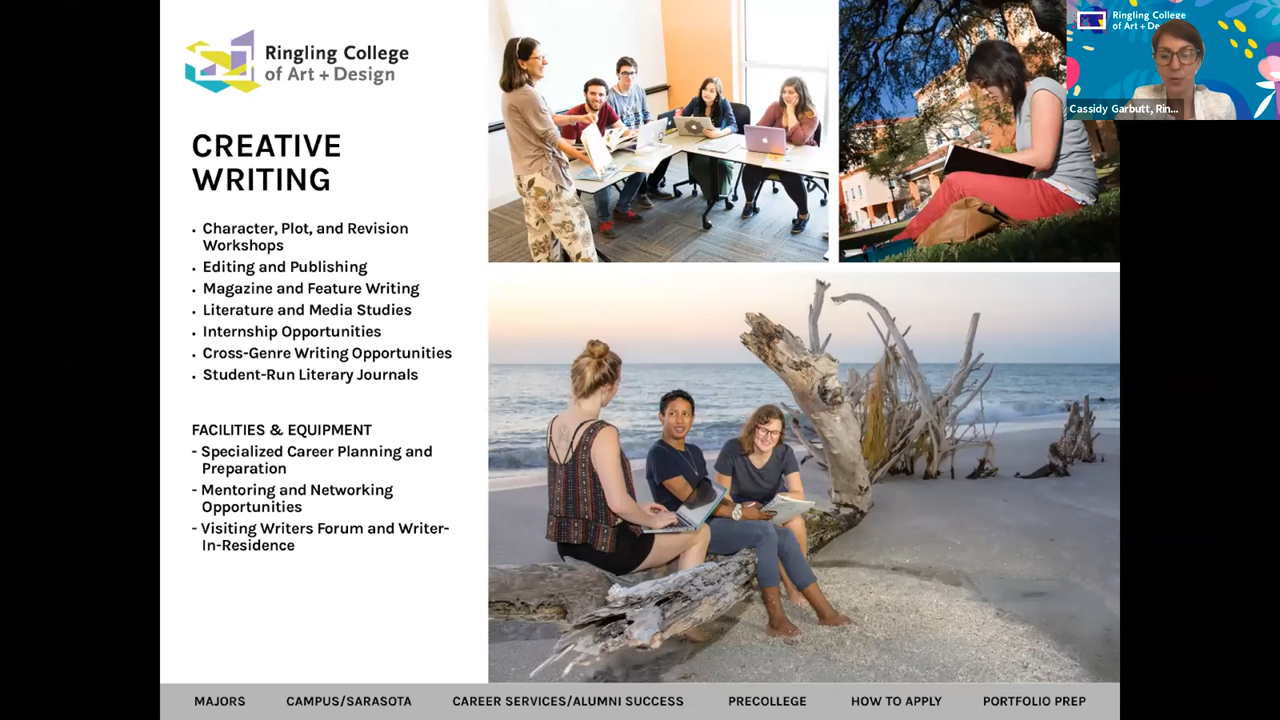 Ringling College
of Art + Design
CREATIVE
WRITING
• Character, Plot, and Revision
Workshops
• Editing and Publishing
• Magazine and Feature Writing
• Literature and Media Studies
• Internship Opportunities
• Cross-Genre Writing Opportunities
• Student-Run Literary Journals
FACILITIES & EQUIPMENT
- Specialized Career Planning and
Preparation
- Mentoring and Networking
Opportunities
- Visiting Writers Forum and Writer-
In-Residence
MAJORS CAMPUS/SARASOTA CAREER SERVICES/ALUMNI SUCCESS PRECOLLEGE HOW TO APPLY PORTFOLIO PREP
Ringling College
of Art + De
Cassidy Garbutt, Rin...